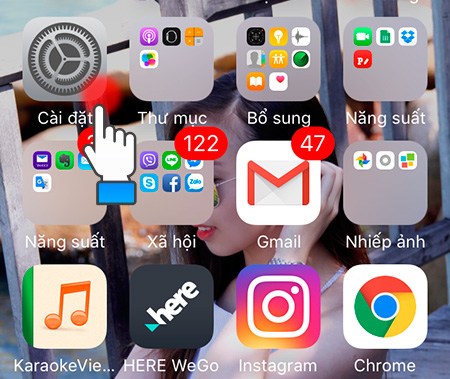 Cài đặt Thư mục Bổ sung Năng suất
122 47
Năng suất Xã hội Gmail Nhiếp ảnh
here
KaraokeVie... HERE WeGo Instagram Chrome